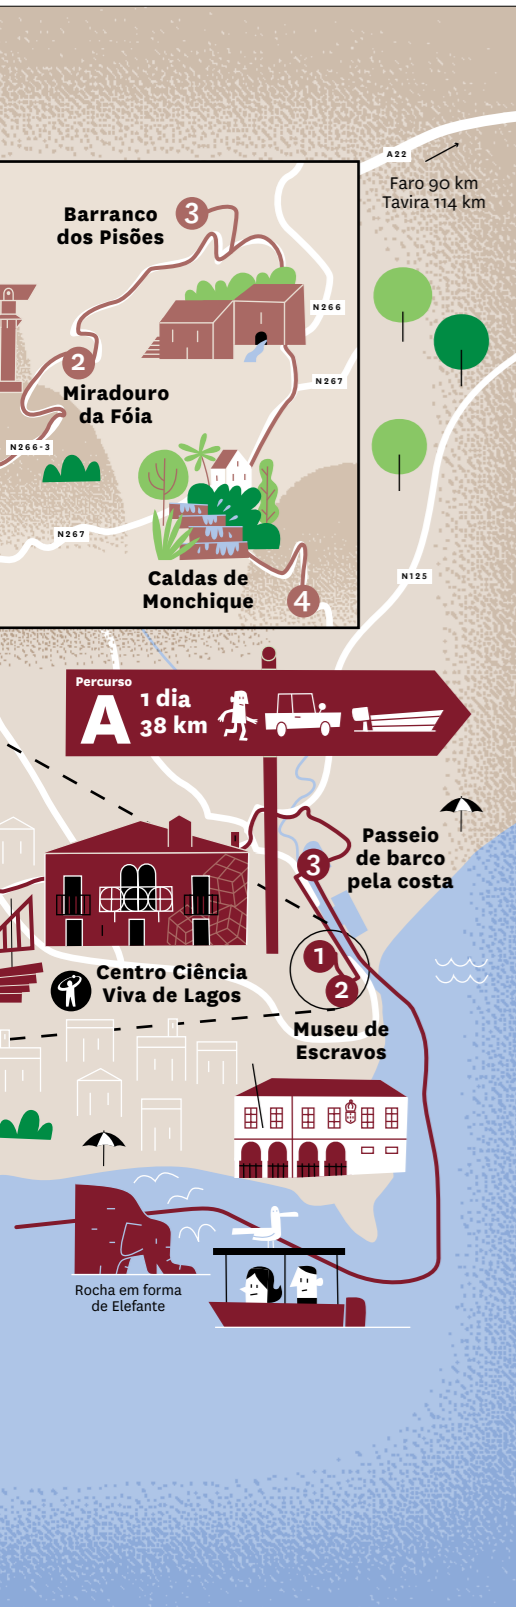 A22
Faro 90 km
Tavira 114 km
3
Barranco
dos Pisões
N266
2
N267
Miradouro
da Fóia
N266-3
N267
N125
Caldas de
Monchique
4
Percurso
A
1 dia
38 km
Passeio
de barco
pela costa
3
1
2
Centro Ciência
Viva de Lagos
Museu de
Escravos
Rocha em forma
de Elefante